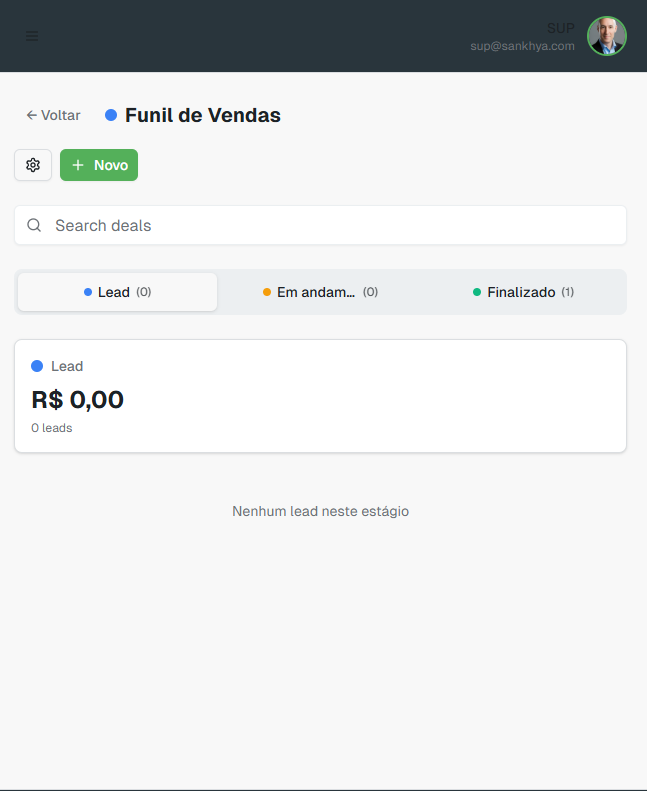 SUP
sup@sankhya.com
← Voltar
Funil de Vendas
+ Novo
Search deals
Lead (0)
Em andam... (0)
Finalizado (1)
Lead
R$ 0,00
0 leads
Nenhum lead neste estágio